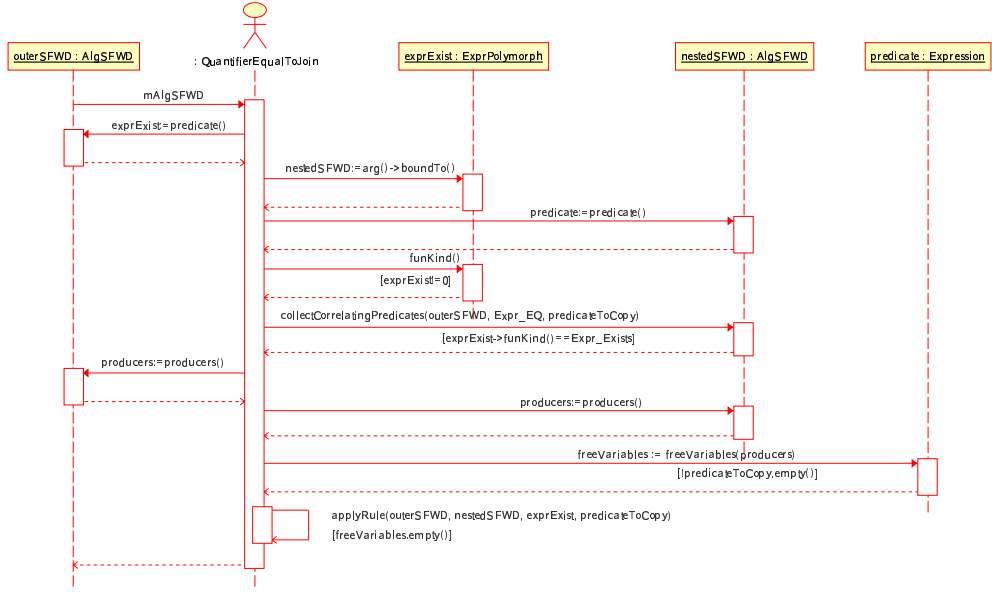 outerSFWD : AlgSFWD
: QuantifierEqualToJoin
exprExist : ExprPolymorph
nestedSFWD : AlgSFWD
predicate : Expression
mAlgSFWD
exprExist:=predicate()
nestedSFWD:=arg()->boundTo()
predicate:=predicate()
funKind()
[exprExist!=0]
collectCorrelatingPredicates(outerSFWD, Expr_EQ, predicateToCopy)
[exprExist->funKind()==Expr_Exists]
producers:=producers()
producers:=producers()
freeVariables := freeVariables(producers)
[!predicateToCopy,empty()]
applyRule(outerSFWD, nestedSFWD, exprExist, predicateToCopy)
[freeVariables.empty()]